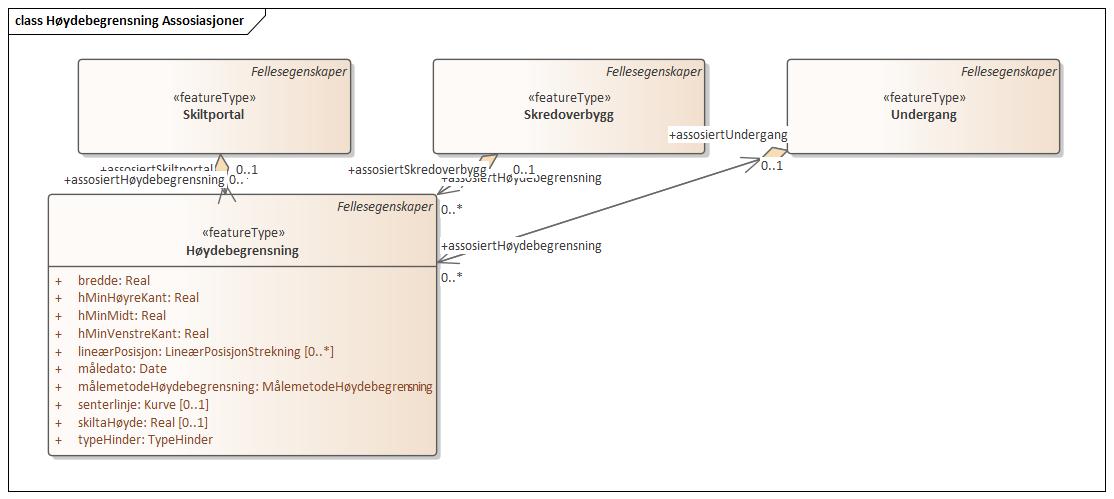 class Høydebegrensning Assosiasjoner
Fellesegenskaper
«featureType»
Skiltportal
Fellesegenskaper
«featureType»
Skredoverbygg
Fellesegenskaper
«featureType»
Undergang
+assosiertUndergang
0..1
+assosiertSkiltportal
0..1
+assosiertSkredoverbygg
0..1
+assosiertHøydebegrensning
0..
+assosiertHøydebegrensning
0..*
+assosiertHøydebegrensning
0..*
Fellesegenskaper
«featureType»
Høydebegrensning
+ bredde: Real
+ hMinHøyreKant: Real
+ hMinMidt: Real
+ hMinVenstreKant: Real
+ lineærPosisjon: LineærPosisjonStrekning [0..*]
+ måledato: Date
+ målemetodeHøydebegrensning: MålemetodeHøydebegrensning
+ senterlinje: Kurve [0..1]
+ skiltaHøyde: Real [0..1]
+ typeHinder: TypeHinder